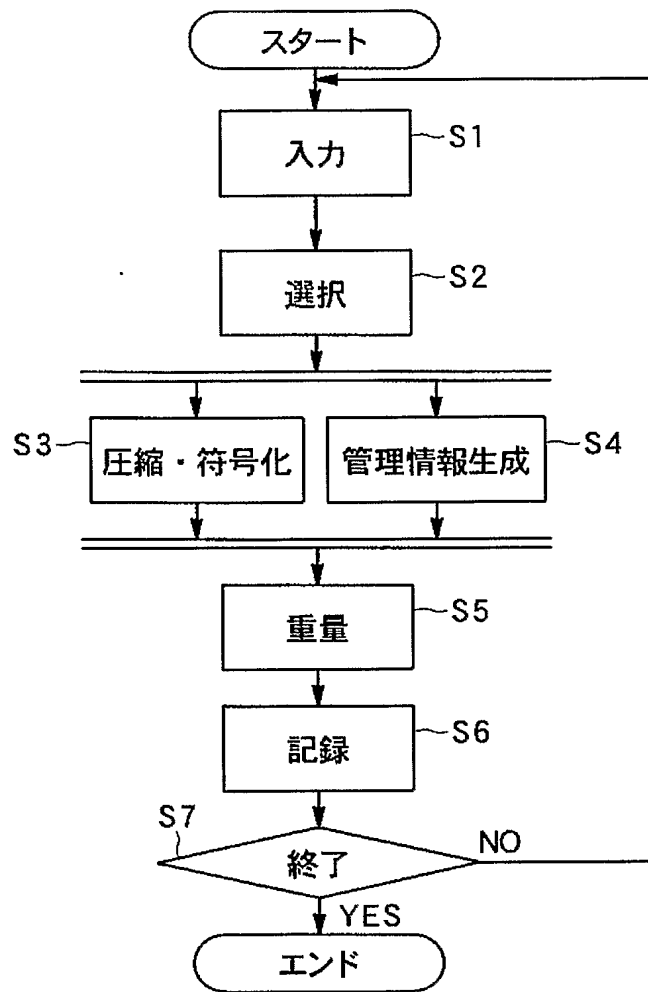 スタート
入力
S1
選択
S2
S3
圧縮・符号化
管理情報生成
S4
重量
S5
記録
S6
S7
終了
NO
YES
エンド